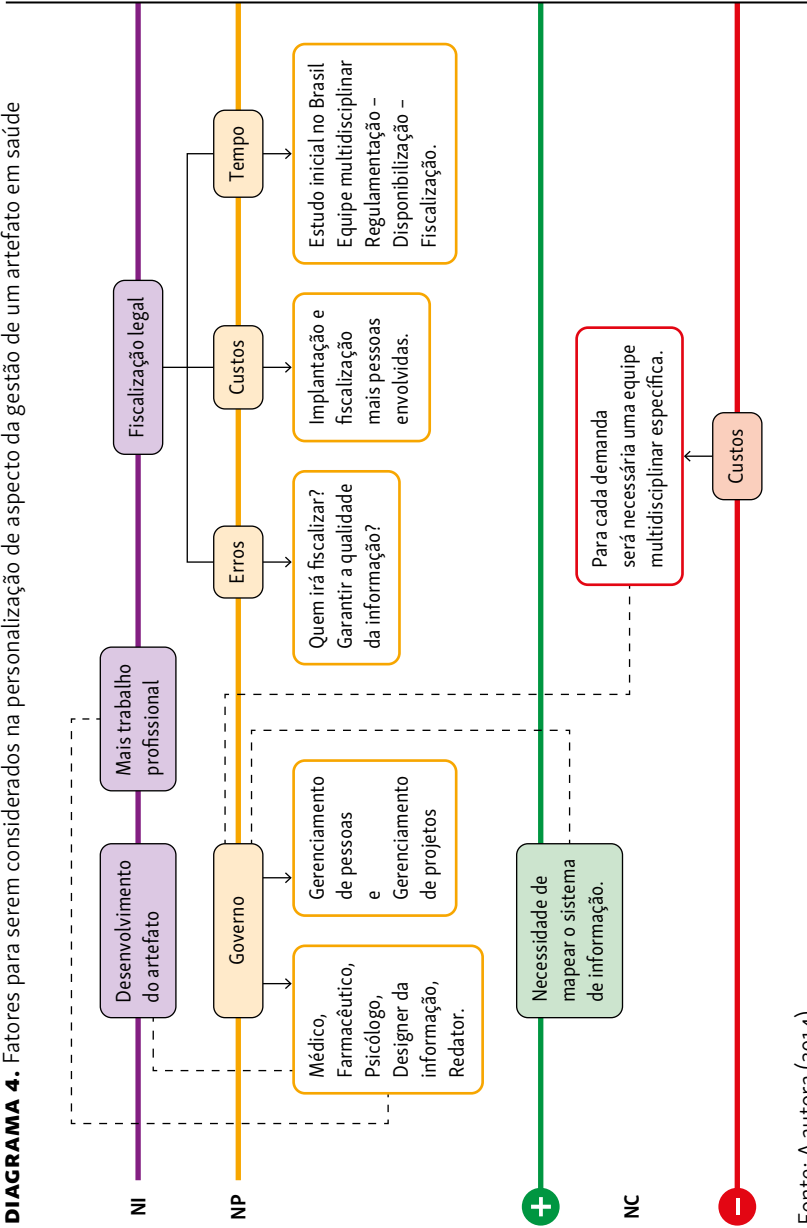 DIAGRAMA 4. Fatores para serem considerados na personalização de aspecto da gestão de um artefato em saúde
NI
Desenvolvimento
do artefato
Mais trabalho
profissional
Fiscalização legal
NP
Governo
Erros
Custos
Tempo
Médico,
Farmacêutico,
Psicólogo,
Designer da
informação,
Redator.
Gerenciamento
de pessoas
e
Gerenciamento
de projetos
Quem irá fiscalizar?
Garantir a qualidade
da informação?
Implantação e
fiscalização
mais pessoas
envolvidas.
Estudo inicial no Brasil
Equipe multidisciplinar
Regulamentação –
Disponibilização –
Fiscalização.
+
Necessidade de
mapear o sistema
de informação.
NC
Para cada demanda
será necessária uma equipe
multidisciplinar específica.
–
Custos
Fonte: A autora (2014)